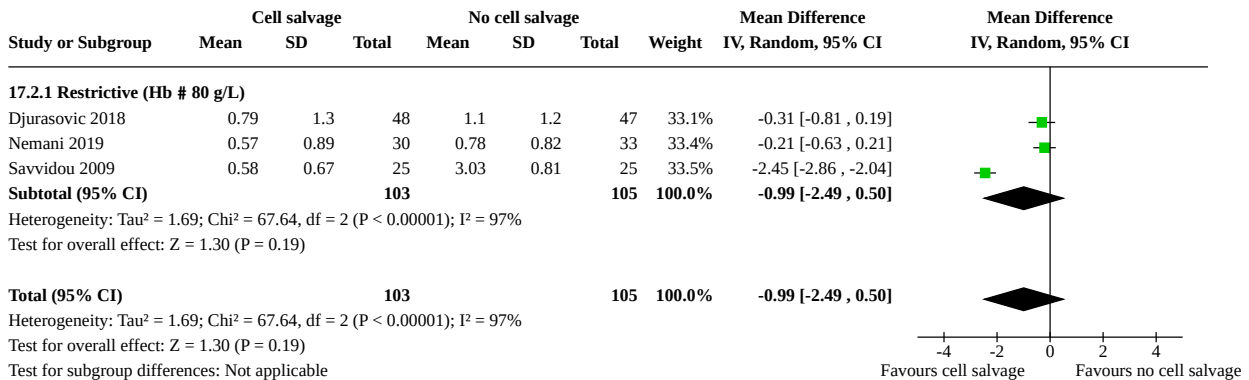 Cell salvage No cell salvage Mean Difference Mean Difference
Study or Subgroup Mean SD Total Mean SD Total Weight IV, Random, 95% CI IV, Random, 95% CI
17.2.1 Restrictive (Hb # 80 g/L)
Djurasovic 2018 0.79 1.3 48 1.1 1.2 47 33.1% -0.31 [-0.81 , 0.19]
Nemani 2019 0.57 0.89 30 0.78 0.82 33 33.4% -0.21 [-0.63 , 0.21]
Savvidou 2009 0.58 0.67 25 3.03 0.81 25 33.5% -2.45 [-2.86 , -2.04]
Subtotal (95% CI) 103 105 100.0% -0.99 [-2.49 , 0.50]
Heterogeneity: Tau² = 1.69; Chi² = 67.64, df = 2 (P < 0.00001); I² = 97%
Test for overall effect: Z = 1.30 (P = 0.19)
Total (95% CI) 103 105 100.0% -0.99 [-2.49 , 0.50]
Heterogeneity: Tau² = 1.69; Chi² = 67.64, df = 2 (P < 0.00001); I² = 97%
Test for overall effect: Z = 1.30 (P = 0.19)
-4 -2 0 2 4
Test for subgroup differences: Not applicable
Favours cell salvage Favours no cell salvage